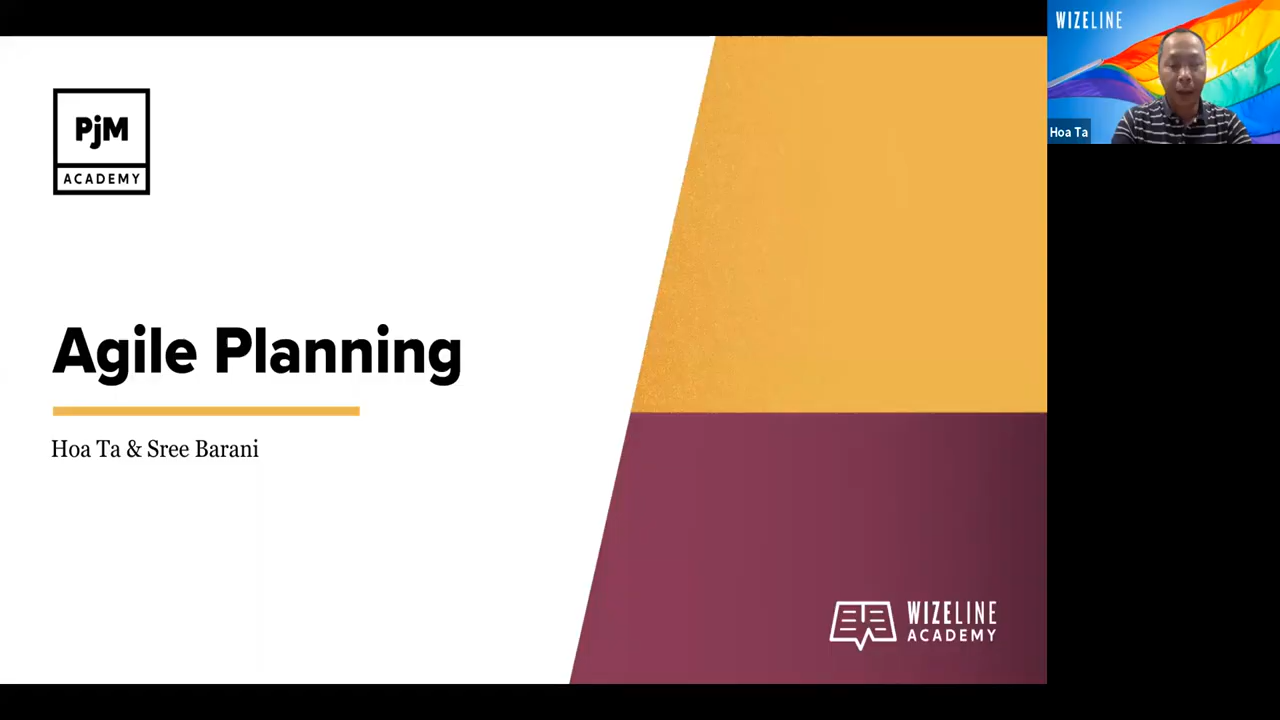 PjM
ACADEMY
Agile Planning
Hoa Ta & Sree Barani
WIZELINE
ACADEMY
WIZELINE
Hoa Ta